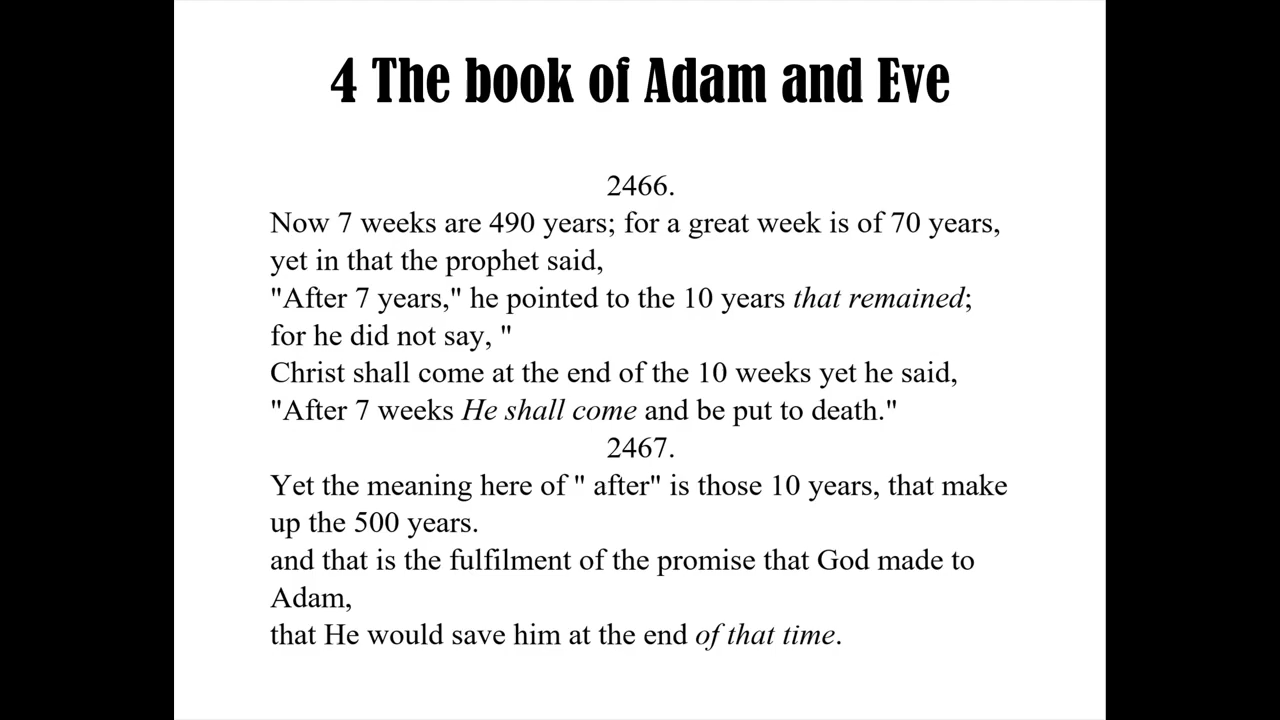 4 The book of Adam and Eve
2466.
Now 7 weeks are 490 years; for a great week is of 70 years,
yet in that the prophet said,
"After 7 years," he pointed to the 10 years that remained;
for he did not say, "
Christ shall come at the end of the 10 weeks yet he said,
"After 7 weeks He shall come and be put to death."
2467.
Yet the meaning here of " after" is those 10 years, that make
up the 500 years.
and that is the fulfilment of the promise that God made to
Adam,
that He would save him at the end of that time.